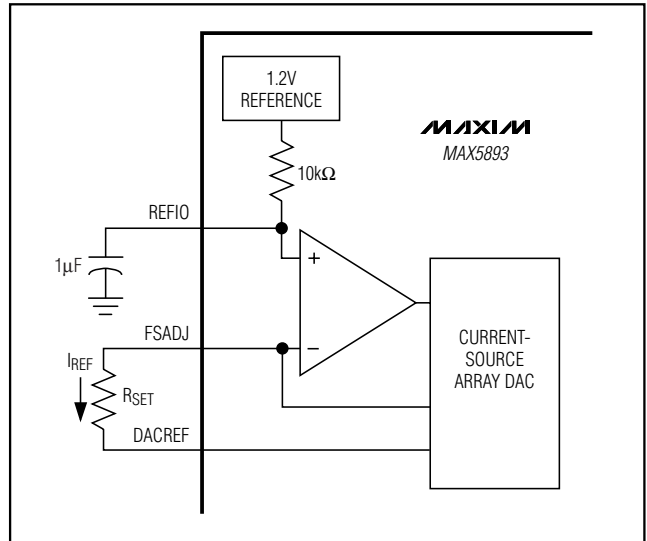 1.2V
REFERENCE
MAXIM
MAX5893
10kΩ
REFIO
+
1μF
FSADJ
−
CURRENT-
SOURCE
ARRAY DAC
IREF
RSET
DACREF